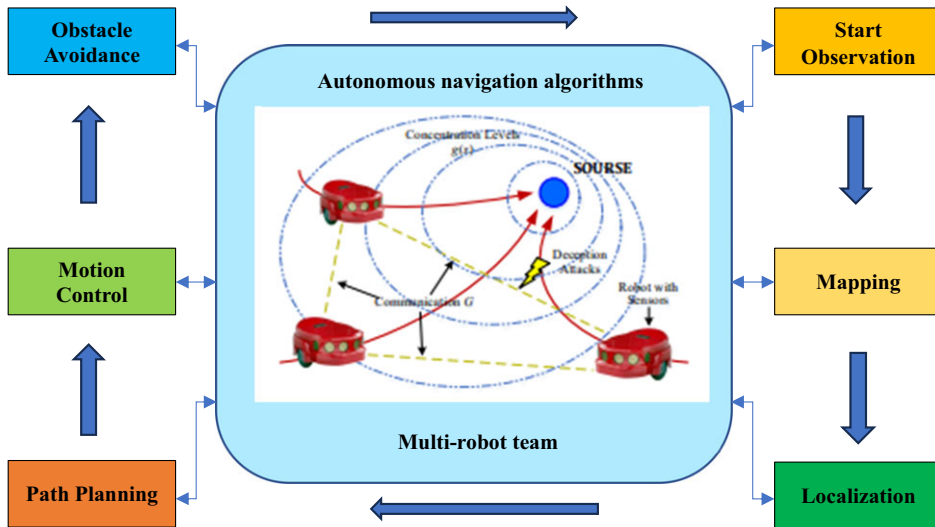 Obstacle
Avoidance
Start
Observation
Autonomous navigation algorithms
Concentration Levels
g(r)
SOURSE
Deception
Attacks
Motion
Control
Communication G
Robot with
Sensors
Mapping
Multi-robot team
Path Planning
Localization